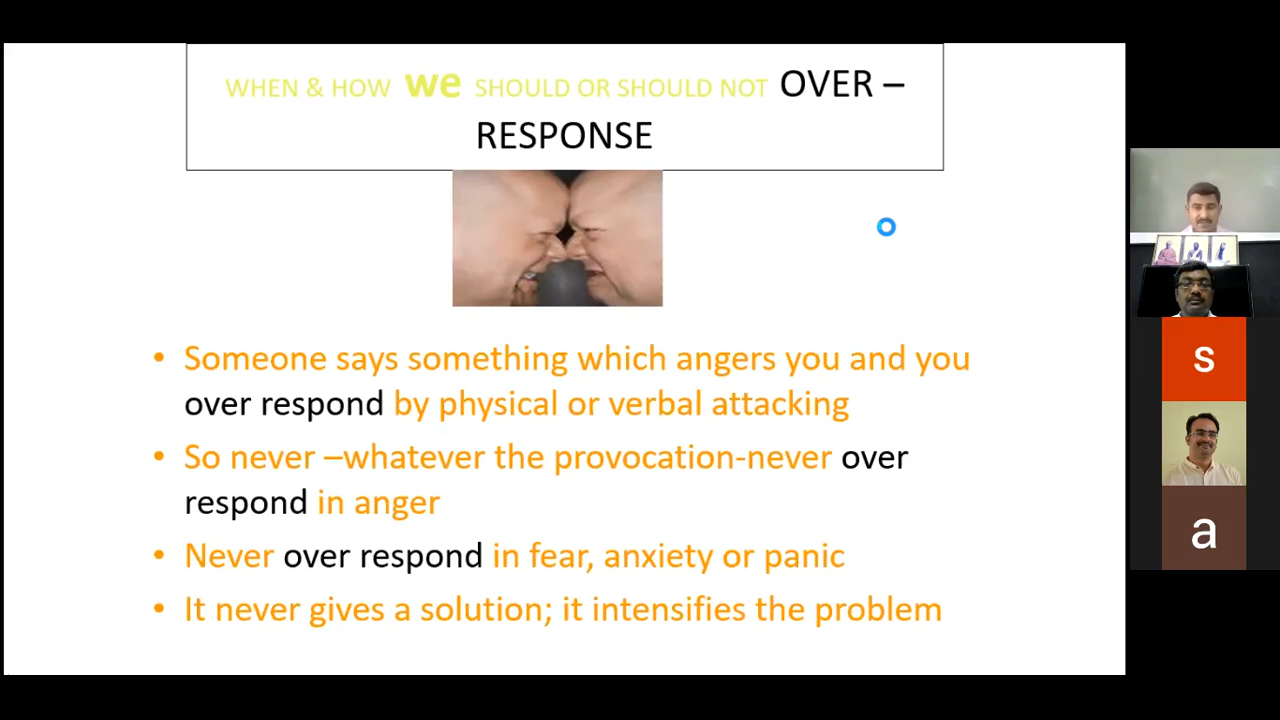 WHEN & HOW we SHOULD OR SHOULD NOT OVER –
RESPONSE
• Someone says something which angers you and you
over respond by physical or verbal attacking
• So never –whatever the provocation-never over
respond in anger
• Never over respond in fear, anxiety or panic
• It never gives a solution; it intensifies the problem
s
a